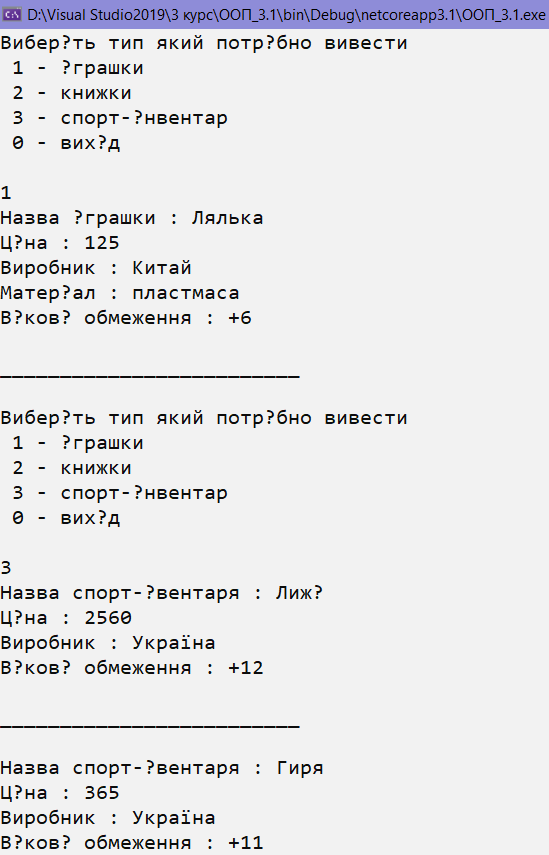 D:\Visual Studio2019\3 курс\ООП_3.1\bin\Debug\netcoreapp3.1\ООП_3.1.exe
Вибер?ть тип який потр?бно вивести
1 - ?грашки
2 - книжки
3 - спорт-?нвентар
0 - вих?д
1
Назва ?грашки : Лялька
Ц?на : 125
Виробник : Китай
Матер?ал : пластмаса
В?ков? обмеження : +6
_________________________
Вибер?ть тип який потр?бно вивести
1 - ?грашки
2 - книжки
3 - спорт-?нвентар
0 - вих?д
3
Назва спорт-?вентаря : Лиж?
Ц?на : 2560
Виробник : Україна
В?ков? обмеження : +12
_________________________
Назва спорт-?вентаря : Гиря
Ц?на : 365
Виробник : Україна
В?ков? обмеження : +11